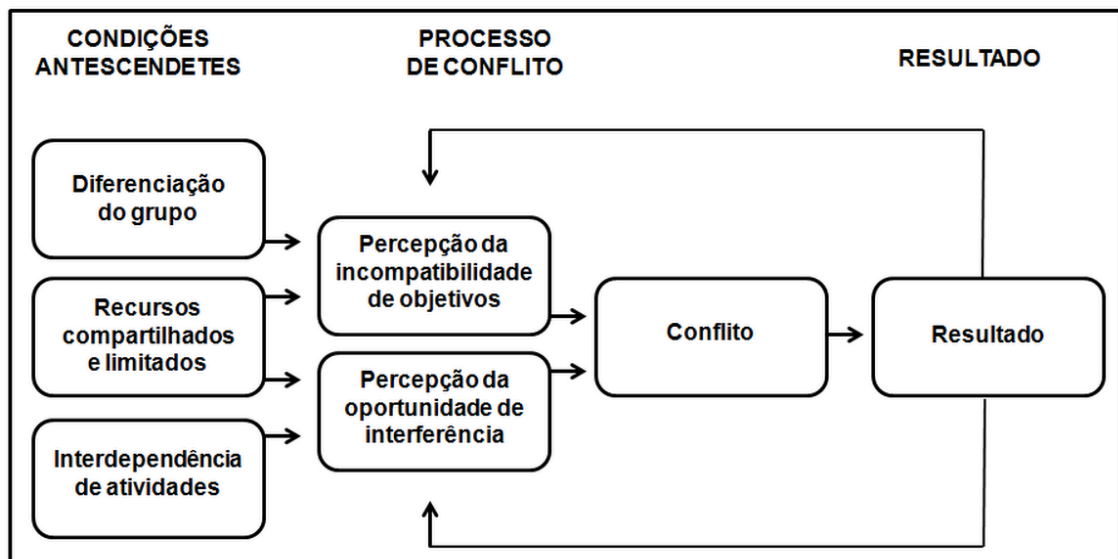 CONDIÇÕES
ANTESCENDETES
PROCESSO
DE CONFLITO
RESULTADO
Diferenciação
do grupo
Recursos
compartilhados
e limitados
Interdependência
de atividades
Percepção da
incompatibilidade
de objetivos
Percepção da
oportunidade de
interferência
Conflito
Resultado